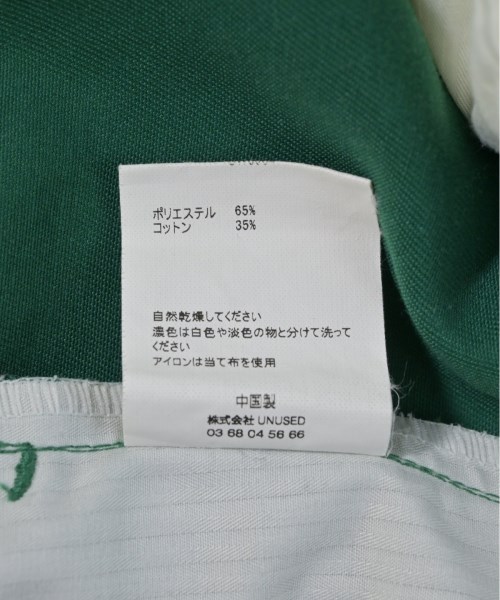 ポリエステル 65%
コットン 35%
自然乾燥してください
濃色は白色や淡色の物と分けて洗って
ください
アイロンは当て布を使用
中国製
株式会社 UNUSED
03 68 04 56 66